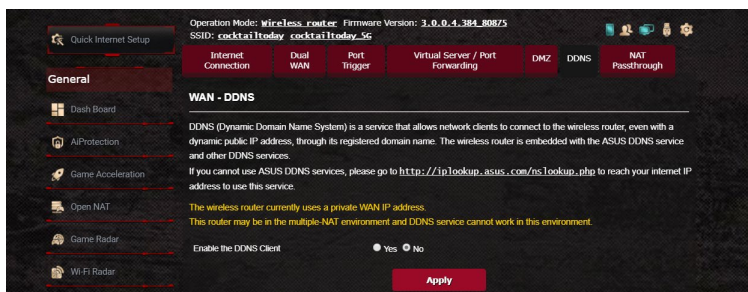 Quick Internet Setup
General
Dash Board
AiProtection
Game Acceleration
Open NAT
Game Radar
Wi-Fi Radar
Operation Mode: Wireless router Firmware Version: 3.0.0.4.384_80875
SSID: cocktailtoday cocktailtoday_5G
Internet Connection
Dual WAN
Port Trigger
Virtual Server / Port Forwarding
DMZ
DDNS
NAT Passthrough
WAN - DDNS
DDNS (Dynamic Domain Name System) is a service that allows network clients to connect to the wireless router, even with a
dynamic public IP address, through its registered domain name. The wireless router is embedded with the ASUS DDNS service
and other DDNS services.
If you cannot use ASUS DDNS services, please go to http://iplookup.asus.com/nslookup.php to reach your internet IP
address to use this service.
The wireless router currently uses a private WAN IP address.
This router may be in the multiple-NAT environment and DDNS service cannot work in this environment.
Enable the DDNS Client Yes No
Apply